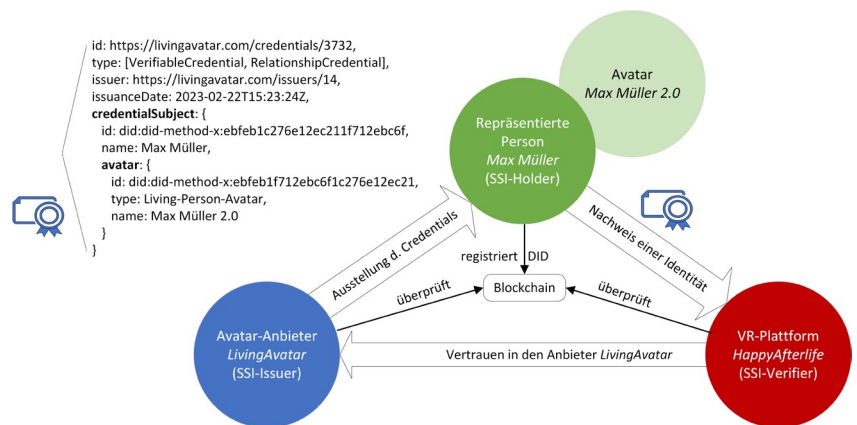 id: https://livingavatar.com/credentials/3732,
type: [VerifiableCredential, RelationshipCredential],
issuer: https://livingavatar.com/issuers/14,
issuanceDate: 2023-02-22T15:23:24Z,
credentialSubject: {
id: did:did-method-x:ebfeb1c276e12ec211f712ebc6f,
name: Max Müller,
avatar: {
id: did:did-method-x:ebfeb1f712ebc6f1c276e12ec21,
type: Living-Person-Avatar,
name: Max Müller 2.0
}
}
Avatar
Max Müller 2.0
Repräsentierte
Person
Max Müller
(SSI-Holder)
Ausstellung d. Credentials
Nachweis einer Identität
registriert DID
Blockchain
überprüft
überprüft
Avatar-Anbieter
LivingAvatar
(SSI-Issuer)
Vertrauen in den Anbieter LivingAvatar
VR-Plattform
HappyAfterlife
(SSI-Verifier)